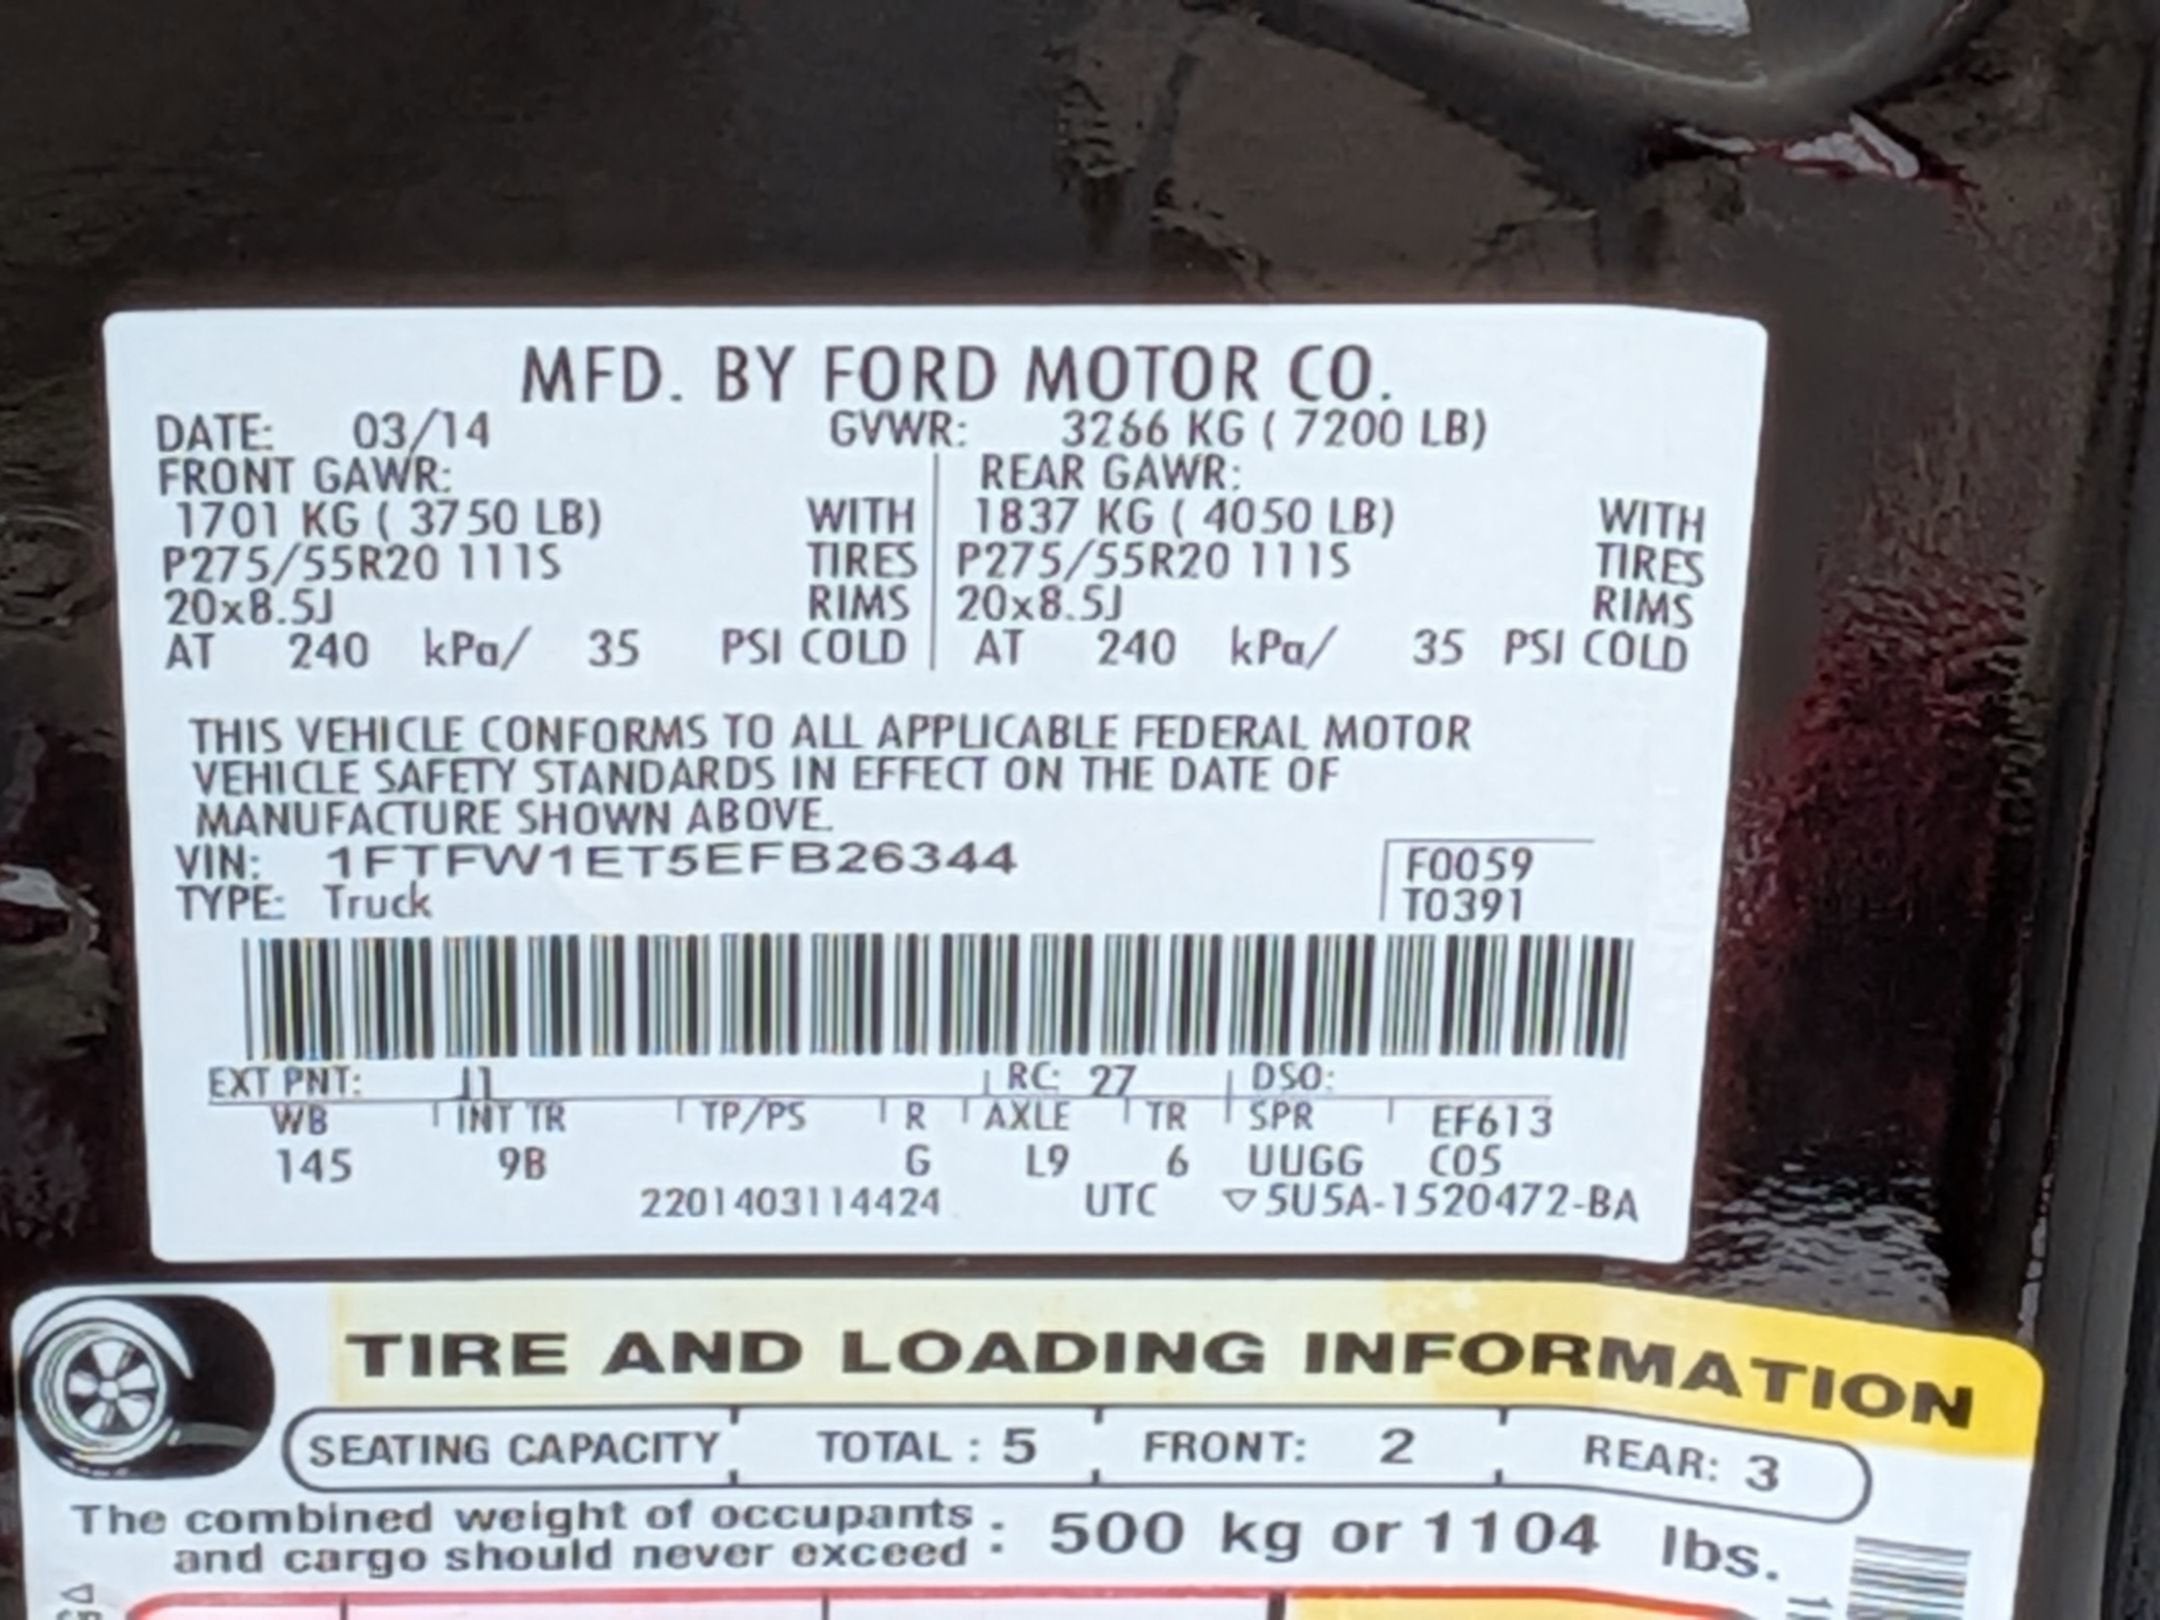 MFD. BY FORD MOTOR CO.
DATE: 03/14 GVWR: 3266 KG ( 7200 LB)
FRONT GAWR: REAR GAWR:
1701 KG ( 3750 LB) WITH 1837 KG ( 4050 LB) WITH
P275/55R20 111S TIRES P275/55R20 111S TIRES
20x8.5J RIMS 20x8.5J RIMS
AT 240 kPa/ 35 PSI COLD AT 240 kPa/ 35 PSI COLD
THIS VEHICLE CONFORMS TO ALL APPLICABLE FEDERAL MOTOR
VEHICLE SAFETY STANDARDS IN EFFECT ON THE DATE OF
MANUFACTURE SHOWN ABOVE.
VIN: 1FTFW1ET5EFB26344 F0059
TYPE: Truck T0391
EXT PNT: J1 RC: 27 DSO:
WB INT TR TP/PS R AXLE TR SPR EF613
145 9B G L9 6 UUGG C05
2201403114424 UTC ▽5U5A-1520472-BA
TIRE AND LOADING INFORMATION
SEATING CAPACITY TOTAL : 5 FRONT: 2 REAR: 3
The combined weight of occupants
and cargo should never exceed : 500 kg or 1104 lbs.